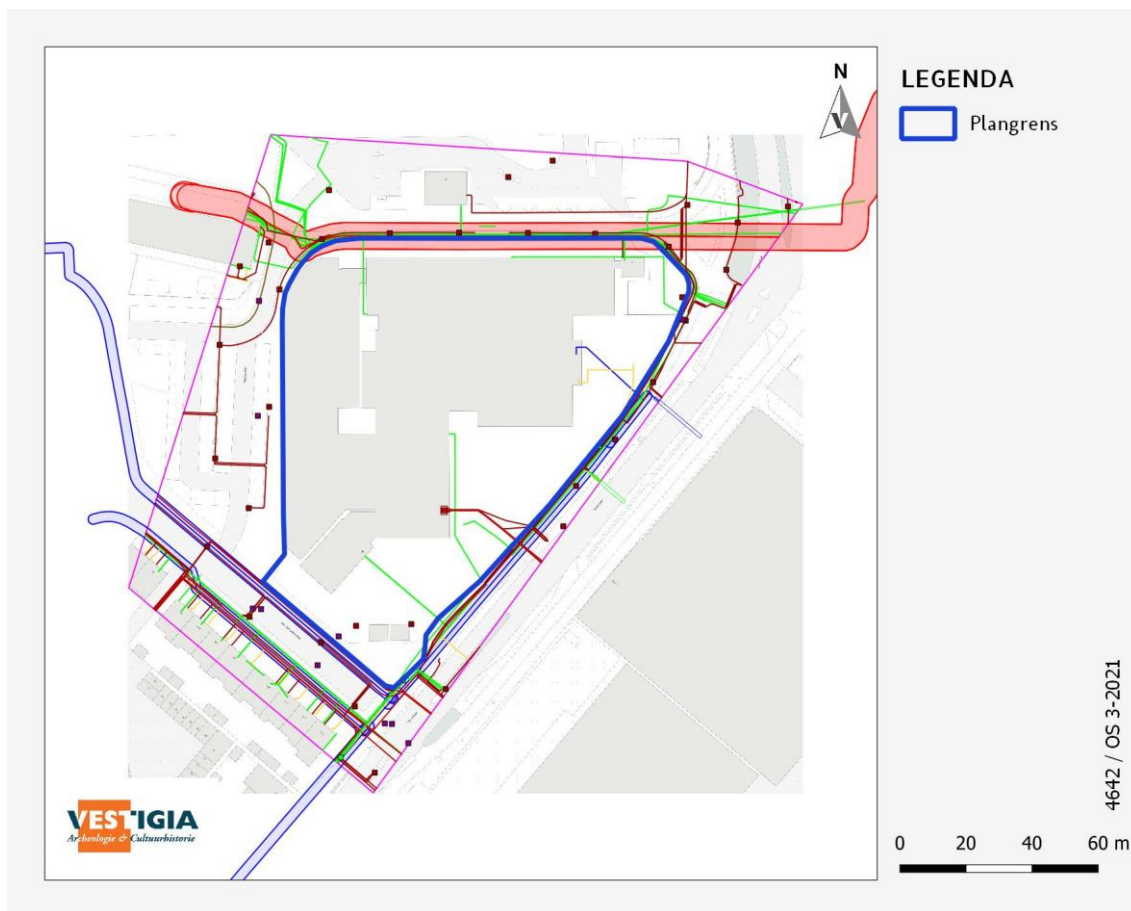 N
V
LEGENDA
Plangrens
VESTIGIA
Archeologie & Cultuurhistorie
4642 / OS 3-2021
0 20 40 60 m